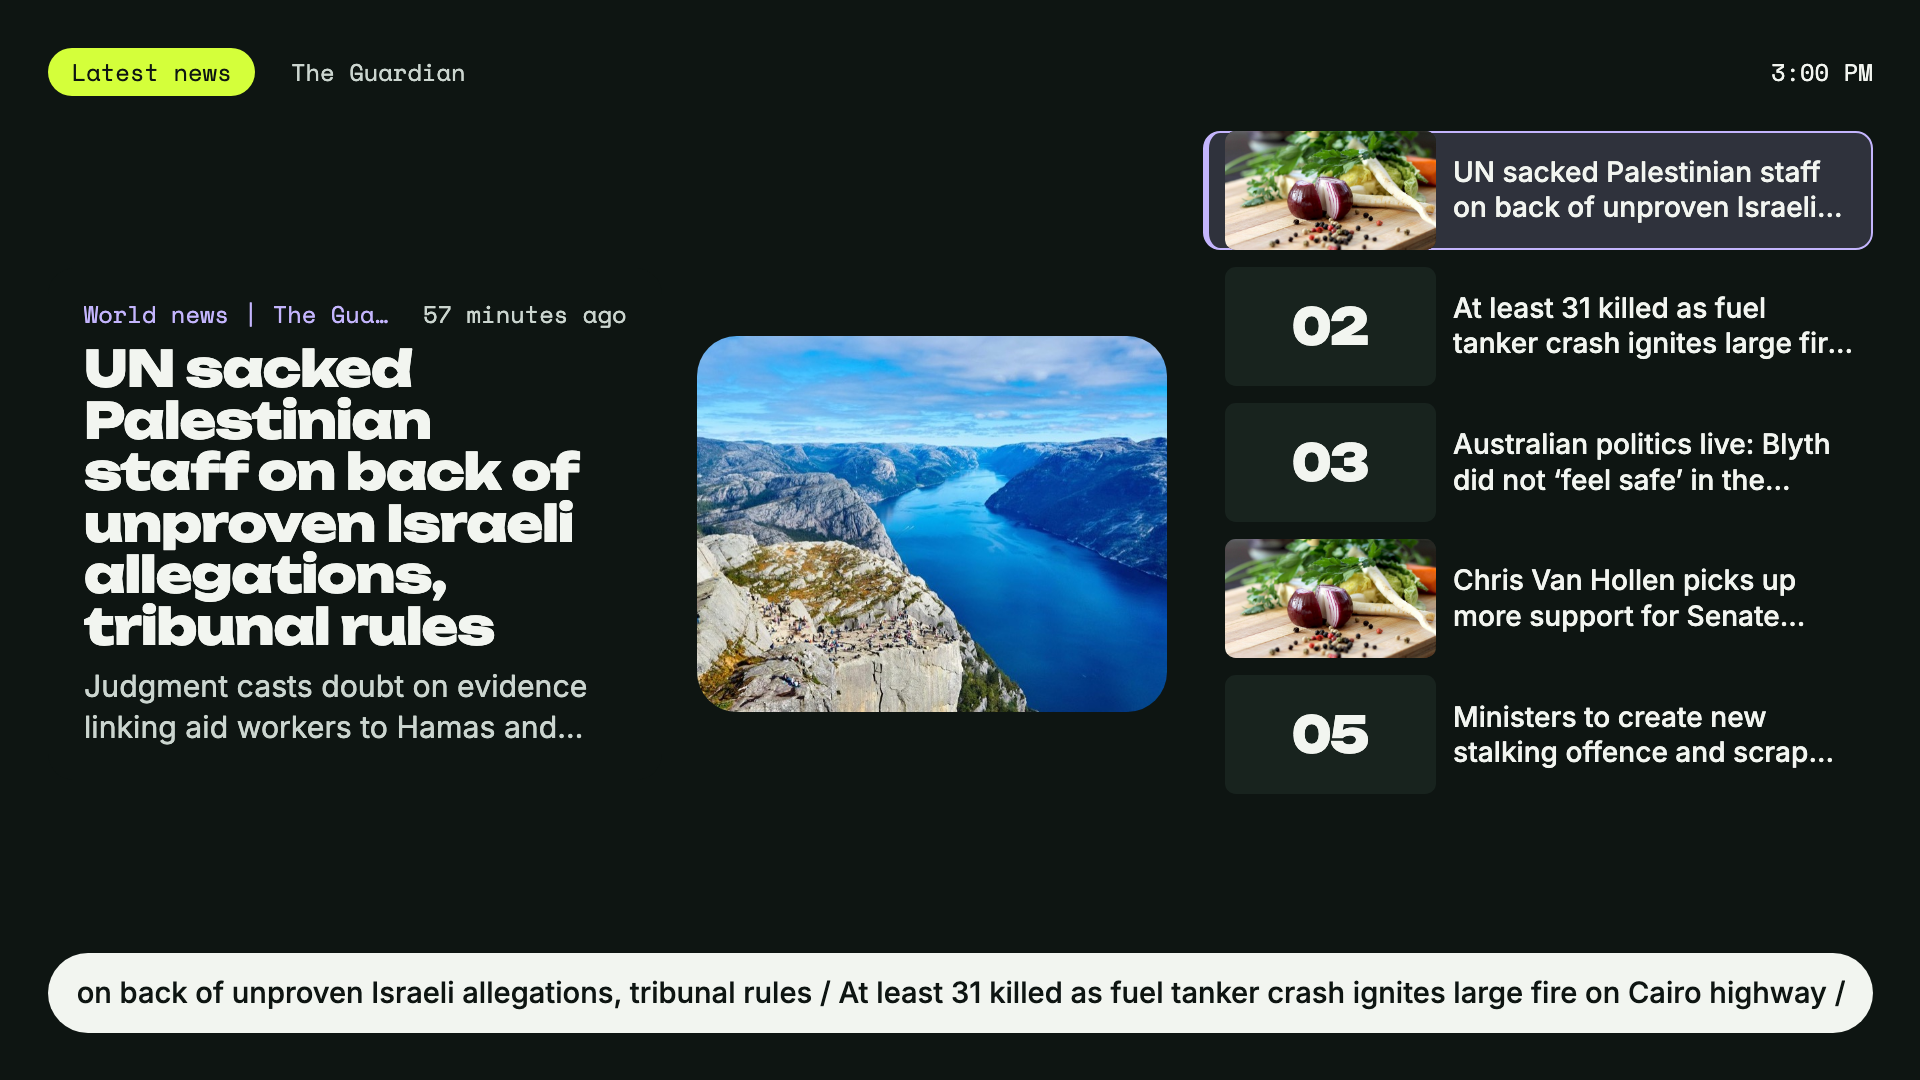 Latest news
The Guardian
3:00 PM
World news | The Gua…
57 minutes ago
UN sacked
Palestinian
staff on back of
unproven Israeli
allegations,
tribunal rules
Judgment casts doubt on evidence
linking aid workers to Hamas and...
UN sacked Palestinian staff
on back of unproven Israeli...
02
At least 31 killed as fuel
tanker crash ignites large fir...
03
Australian politics live: Blyth
did not ‘feel safe’ in the...
Chris Van Hollen picks up
more support for Senate...
05
Ministers to create new
stalking offence and scrap...
on back of unproven Israeli allegations, tribunal rules / At least 31 killed as fuel tanker crash ignites large fire on Cairo highway /